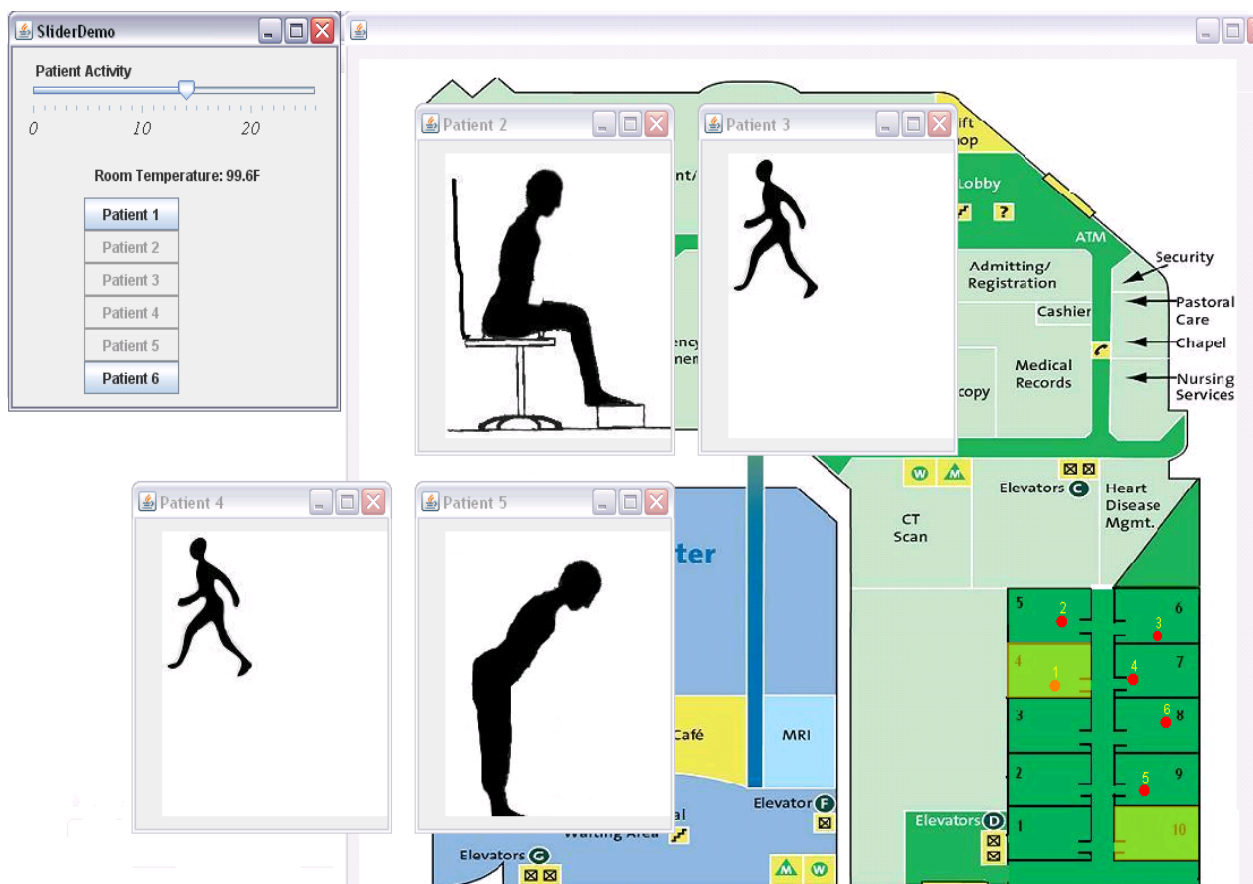 SliderDemo
Patient Activity
0 10 20
Room Temperature: 99.6F
Patient 1
Patient 2
Patient 3
Patient 4
Patient 5
Patient 6
Patient 2
Patient 3
Lobby
?
ATM
Admitting/
Registration
Cashier
Medical
Records
Security
Pastoral
Care
Chapel
Nursing
Services
W M
Elevators C
Heart
Disease
Mgmt.
CT
Scan
Patient 4
Patient 5
Café
MRI
Elevator F
Waiting Area
Elevators G
M W
Elevators D
5 2
6 3
4 1
7 4
3
8 6
2
9 5
1
10